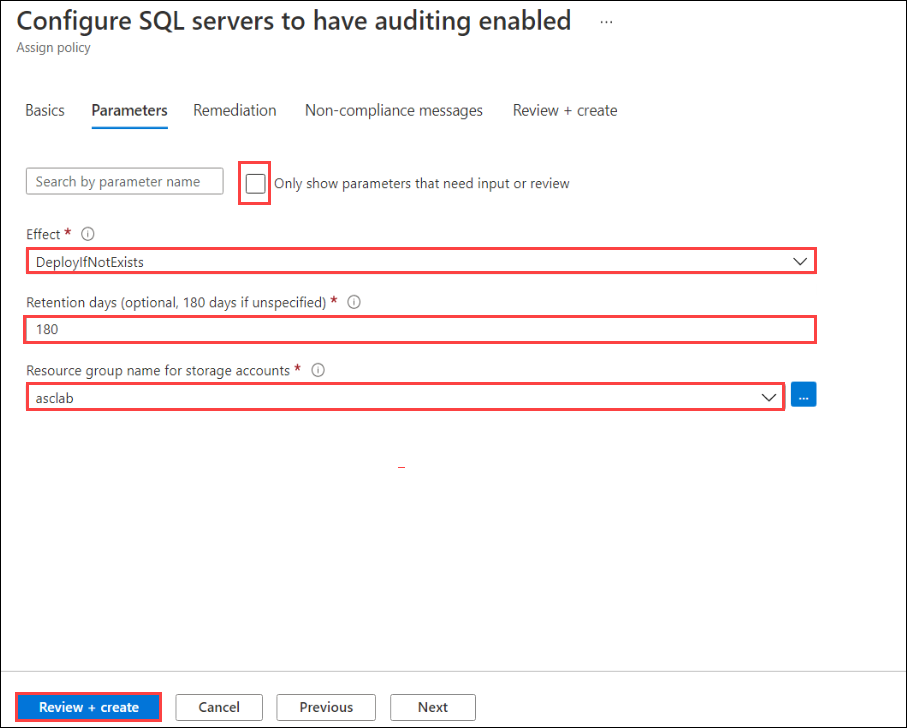 Configure SQL servers to have auditing enabled ...
Assign policy
Basics Parameters Remediation Non-compliance messages Review + create
Search by parameter name Only show parameters that need input or review
Effect *
DeployIfNotExists
Retention days (optional, 180 days if unspecified) *
180
Resource group name for storage accounts *
asclab ...
Review + create Cancel Previous Next